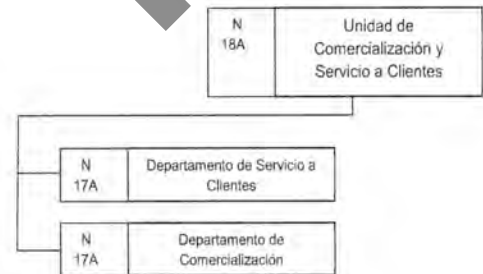 N
18A
Unidad de
Comercialización y
Servicio a Clientes
N
17A
Departamento de Servicio a
Clientes
N
17A
Departamento de
Comercialización